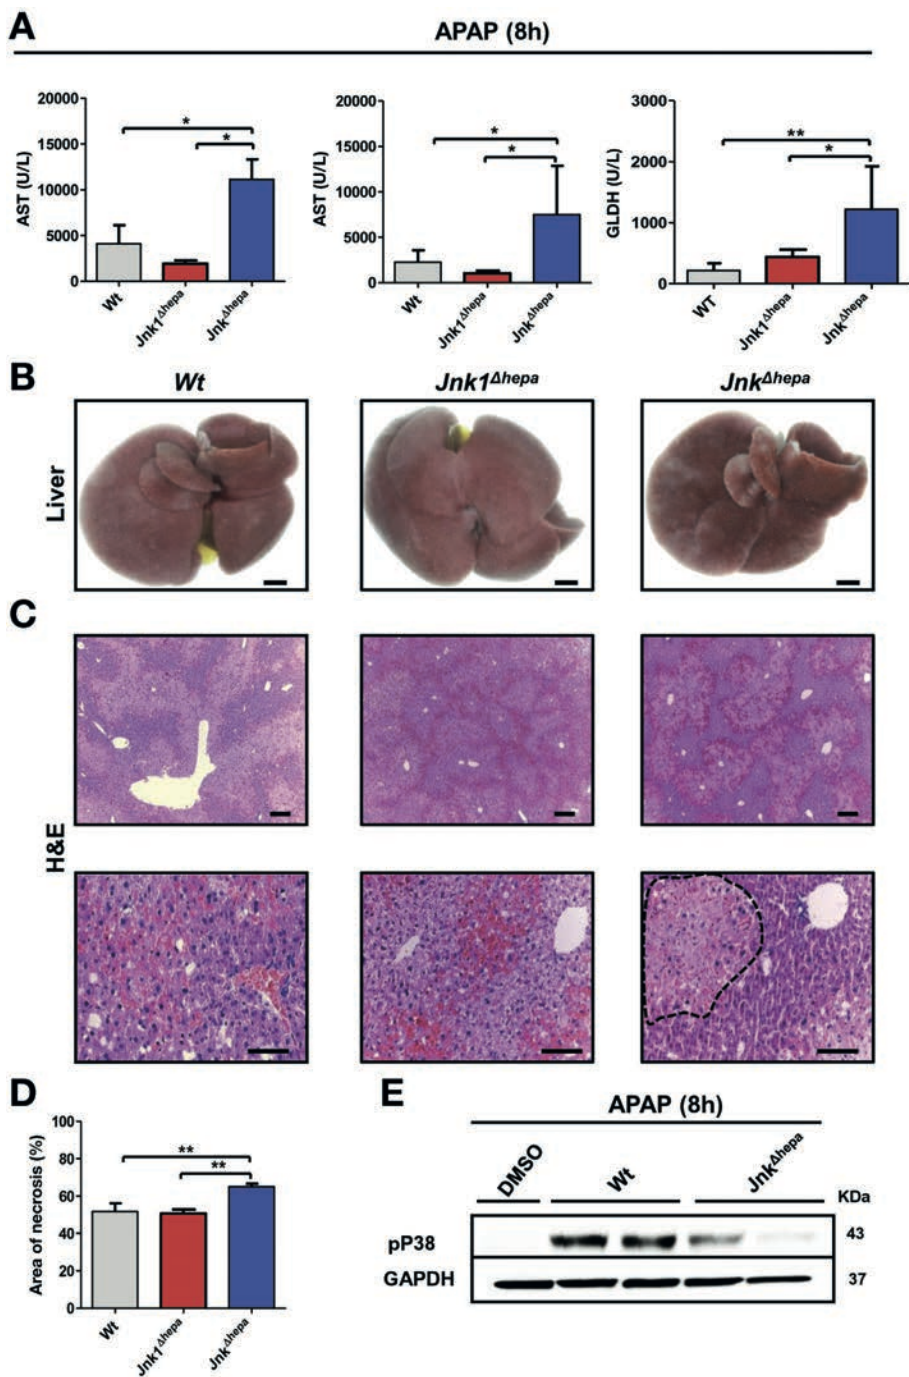 A
APAP (8h)
20000
15000
10000
5000
0
AST (U/L)
*
*
Wt
Jnk1Δhepa
JnkΔhepa
20000
15000
10000
5000
0
AST (U/L)
*
*
Wt
Jnk1Δhepa
JnkΔhepa
3000
2000
1000
0
GLDH (U/L)
**
*
WT
Jnk1Δhepa
JnkΔhepa
B
Wt
Jnk1Δhepa
JnkΔhepa
Liver
C
H&E
D
100
80
60
40
20
0
Area of necrosis (%)
**
**
Wt
Jnk1Δhepa
JnkΔhepa
E
APAP (8h)
DMSO
Wt
JnkΔhepa
KDa
pP38
43
GAPDH
37